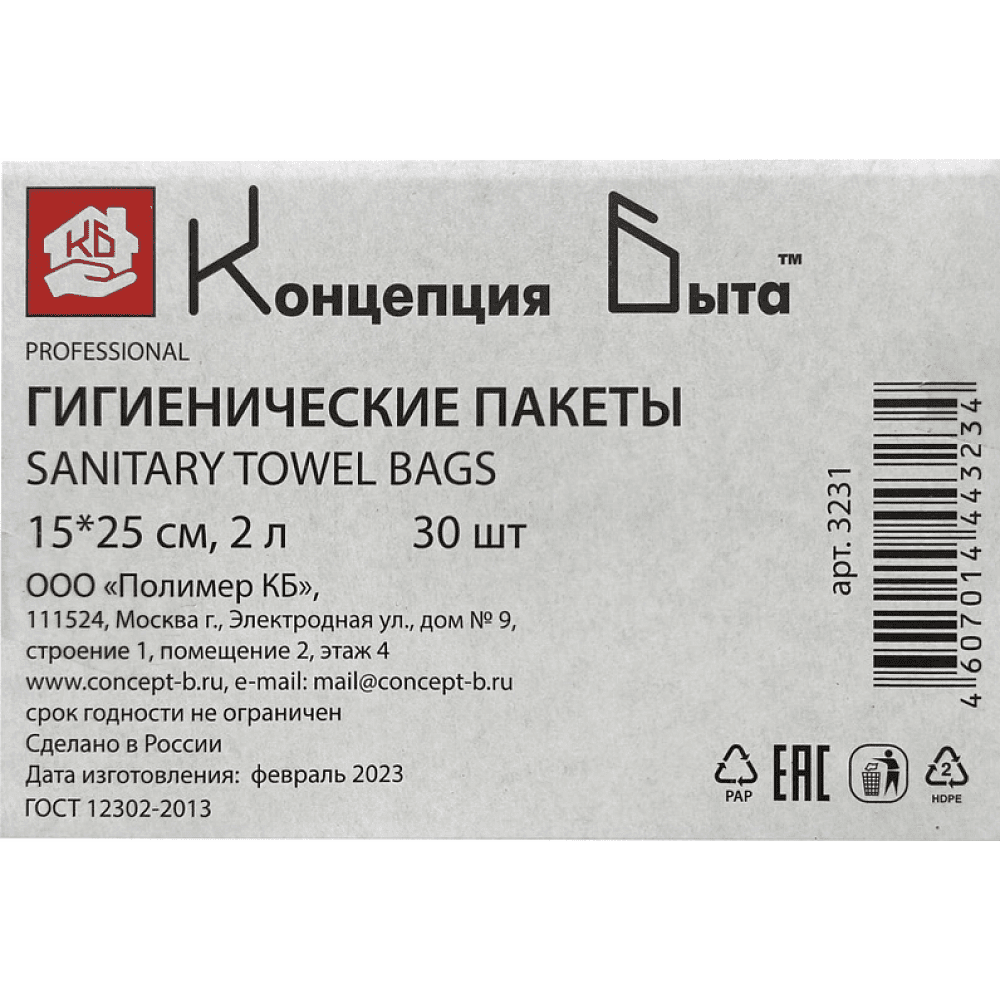 КБ
Концепция Быта™
PROFESSIONAL
ГИГИЕНИЧЕСКИЕ ПАКЕТЫ
SANITARY TOWEL BAGS
15*25 см, 2 л 30 шт
ООО «Полимер КБ»,
111524, Москва г., Электродная ул., дом № 9,
строение 1, помещение 2, этаж 4
www.concept-b.ru, e-mail: mail@concept-b.ru
срок годности не ограничен
Сделано в России
Дата изготовления: февраль 2023
ГОСТ 12302-2013
арт. 3231
4 607014 443234
PAP
EAC
2
HDPE